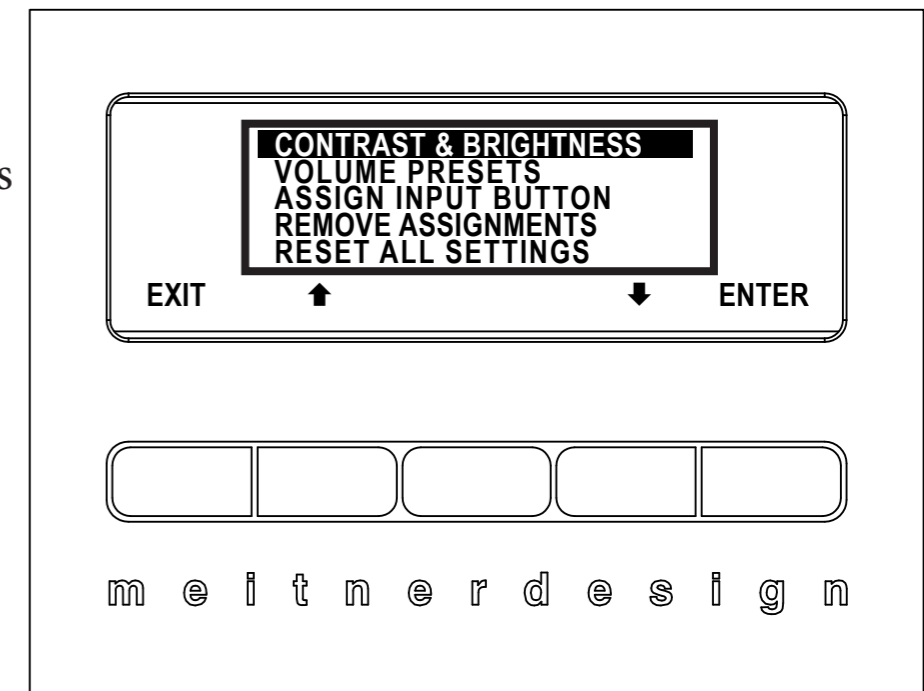 s
CONTRAST & BRIGHTNESS
VOLUME PRESETS
ASSIGN INPUT BUTTON
REMOVE ASSIGNMENTS
RESET ALL SETTINGS
EXIT ⬆ ⬇ ENTER
meitnerdesign